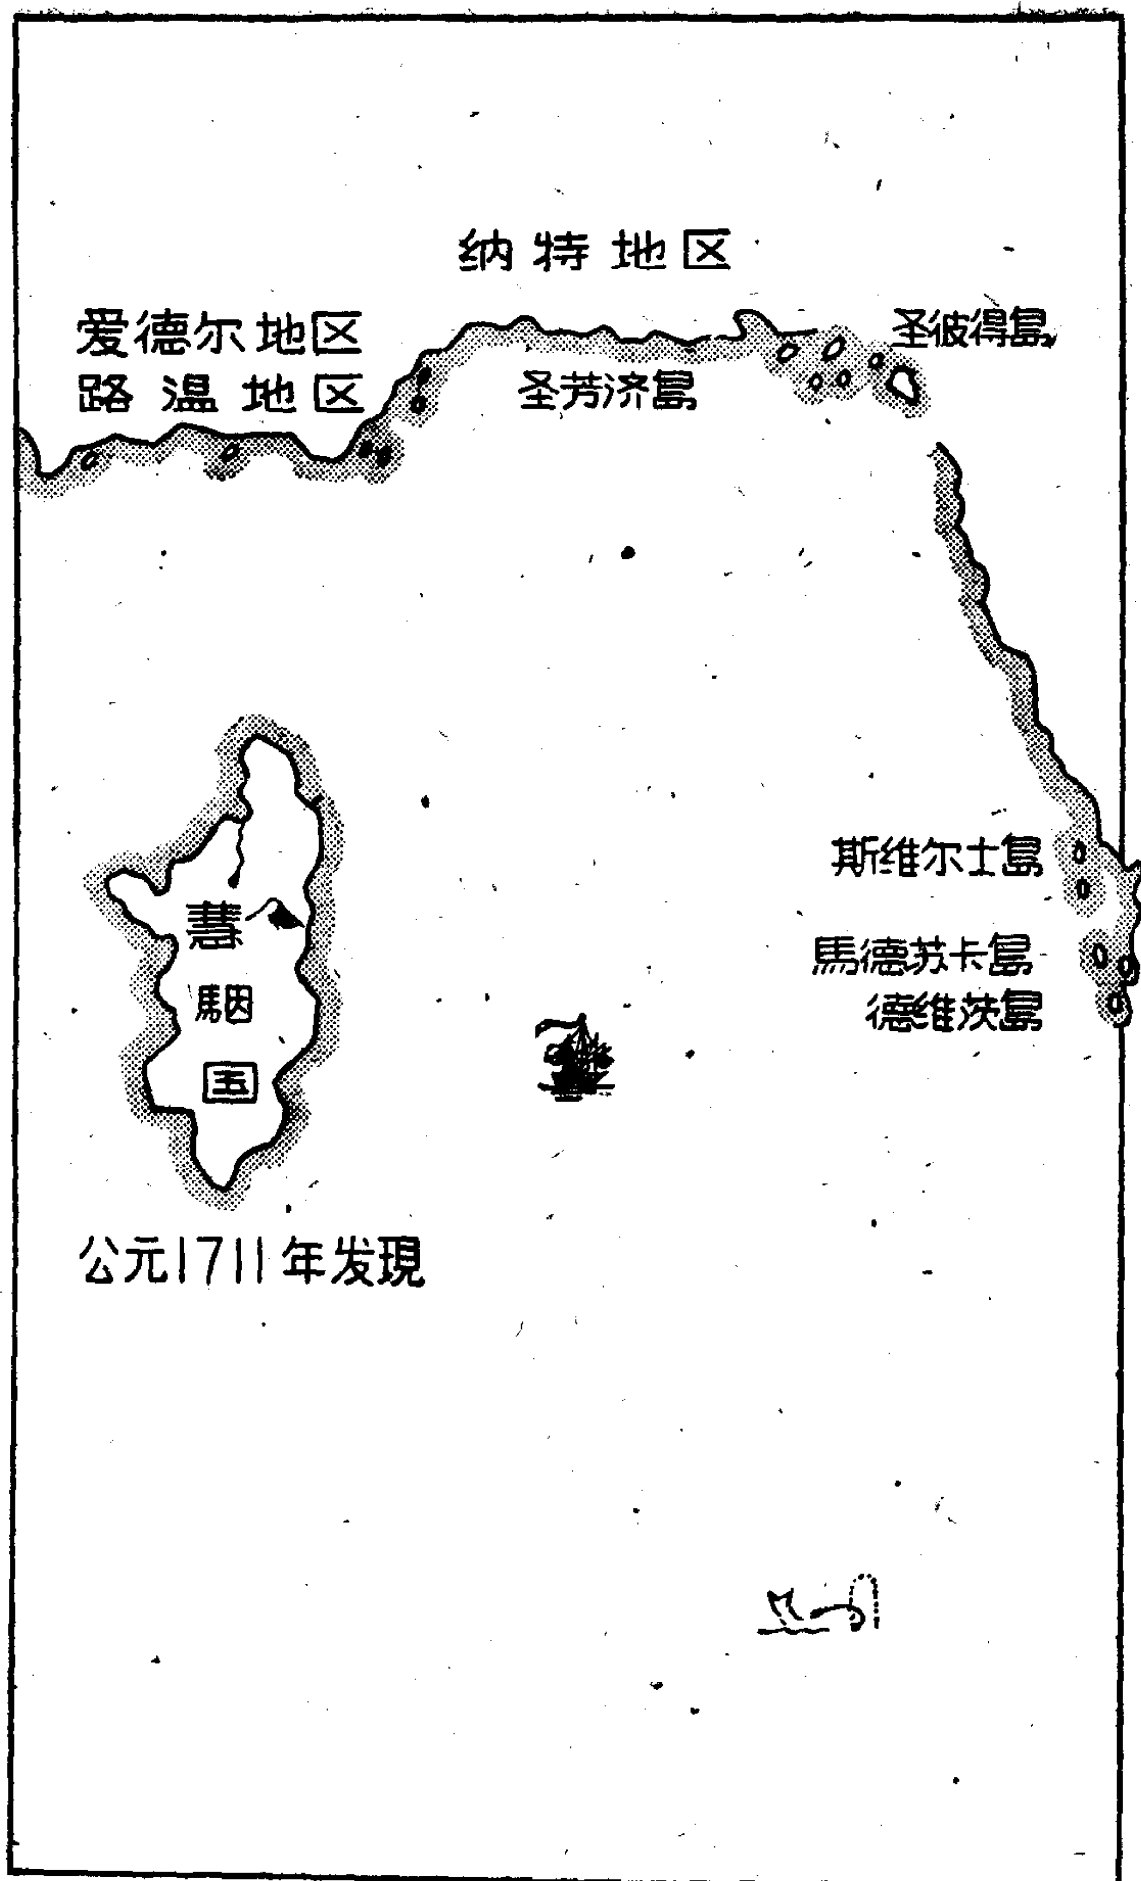 纳特地区
爱德尔地区
路温地区
圣彼得島
圣芳济島
斯维尔士島
馬德苏卡島
德维茨島
慧
駰
国
公元1711年发現